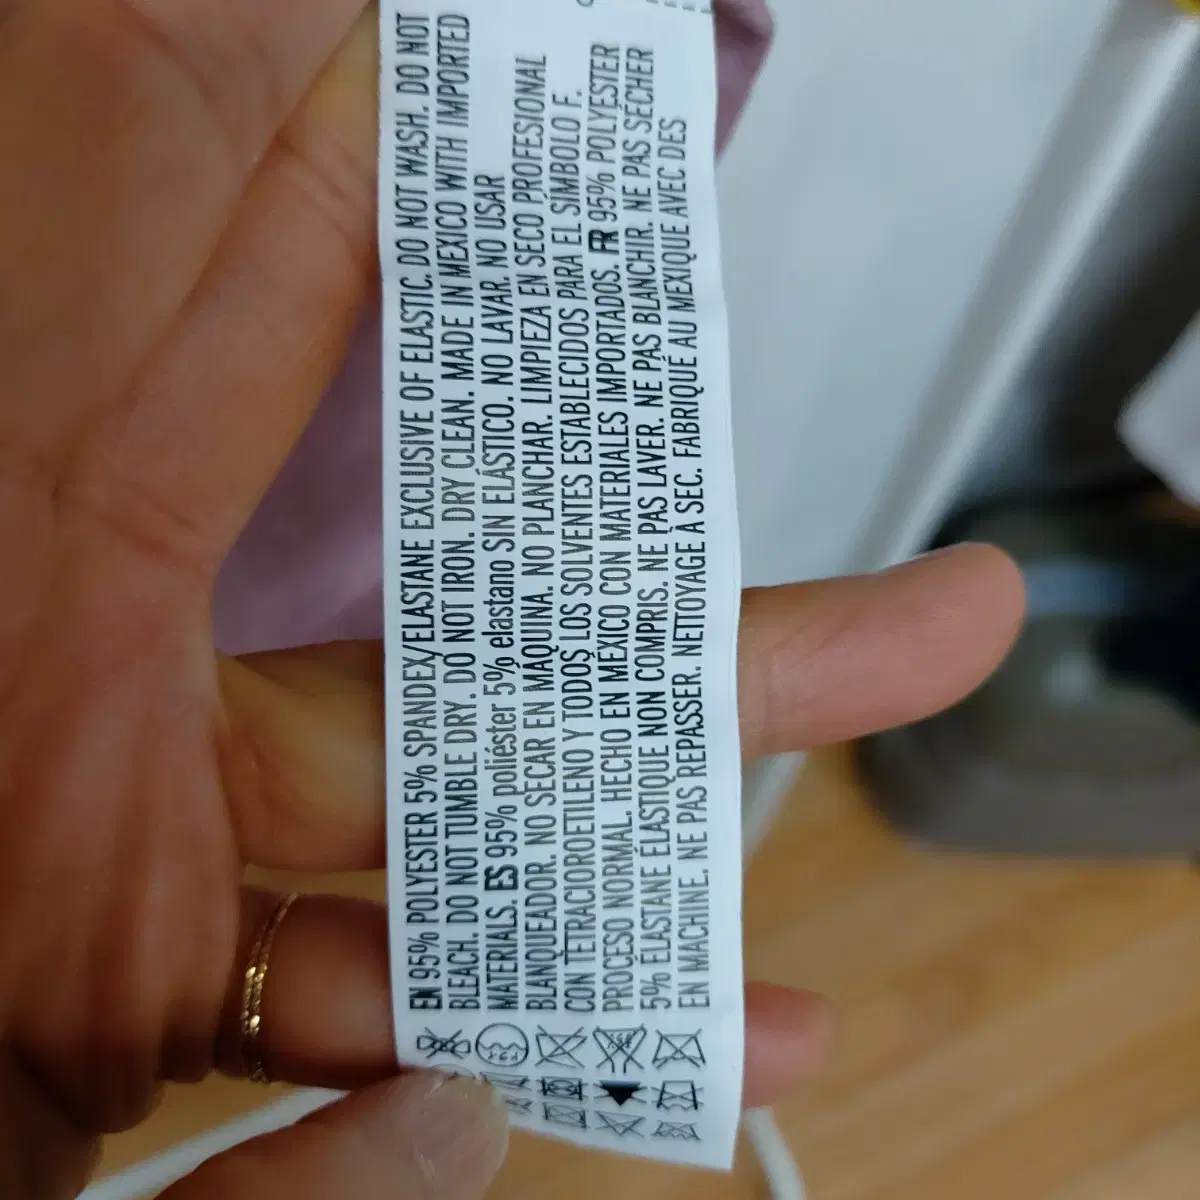 EN 95% POLYESTER 5% SPANDEX/ELASTANE EXCLUSIVE OF ELASTIC. DO NOT WASH. DO NOT
BLEACH. DO NOT TUMBLE DRY. DO NOT IRON. DRY CLEAN. MADE IN MEXICO WITH IMPORTED
MATERIALS. ES 95% poliéster 5% elastano SIN ELÁSTICO. NO LAVAR. NO USAR
BLANQUEADOR. NO SECAR EN MÁQUINA. NO PLANCHAR. LIMPIEZA EN SECO PROFESIONAL
CON TETRACLOROETILENO Y TODOS LOS SOLVENTES ESTABLECIDOS PARA EL SÍMBOLO F.
PROCESO NORMAL. HECHO EN MÉXICO CON MATERIALES IMPORTADOS. FR 95% POLYESTER
5% ÉLASTANE ÉLASTIQUE NON COMPRIS. NE PAS LAVER. NE PAS BLANCHIR. NE PAS SÉCHER
EN MACHINE. NE PAS REPASSER. NETTOYAGE À SEC. FABRIQUÉ AU MEXIQUE AVEC DES